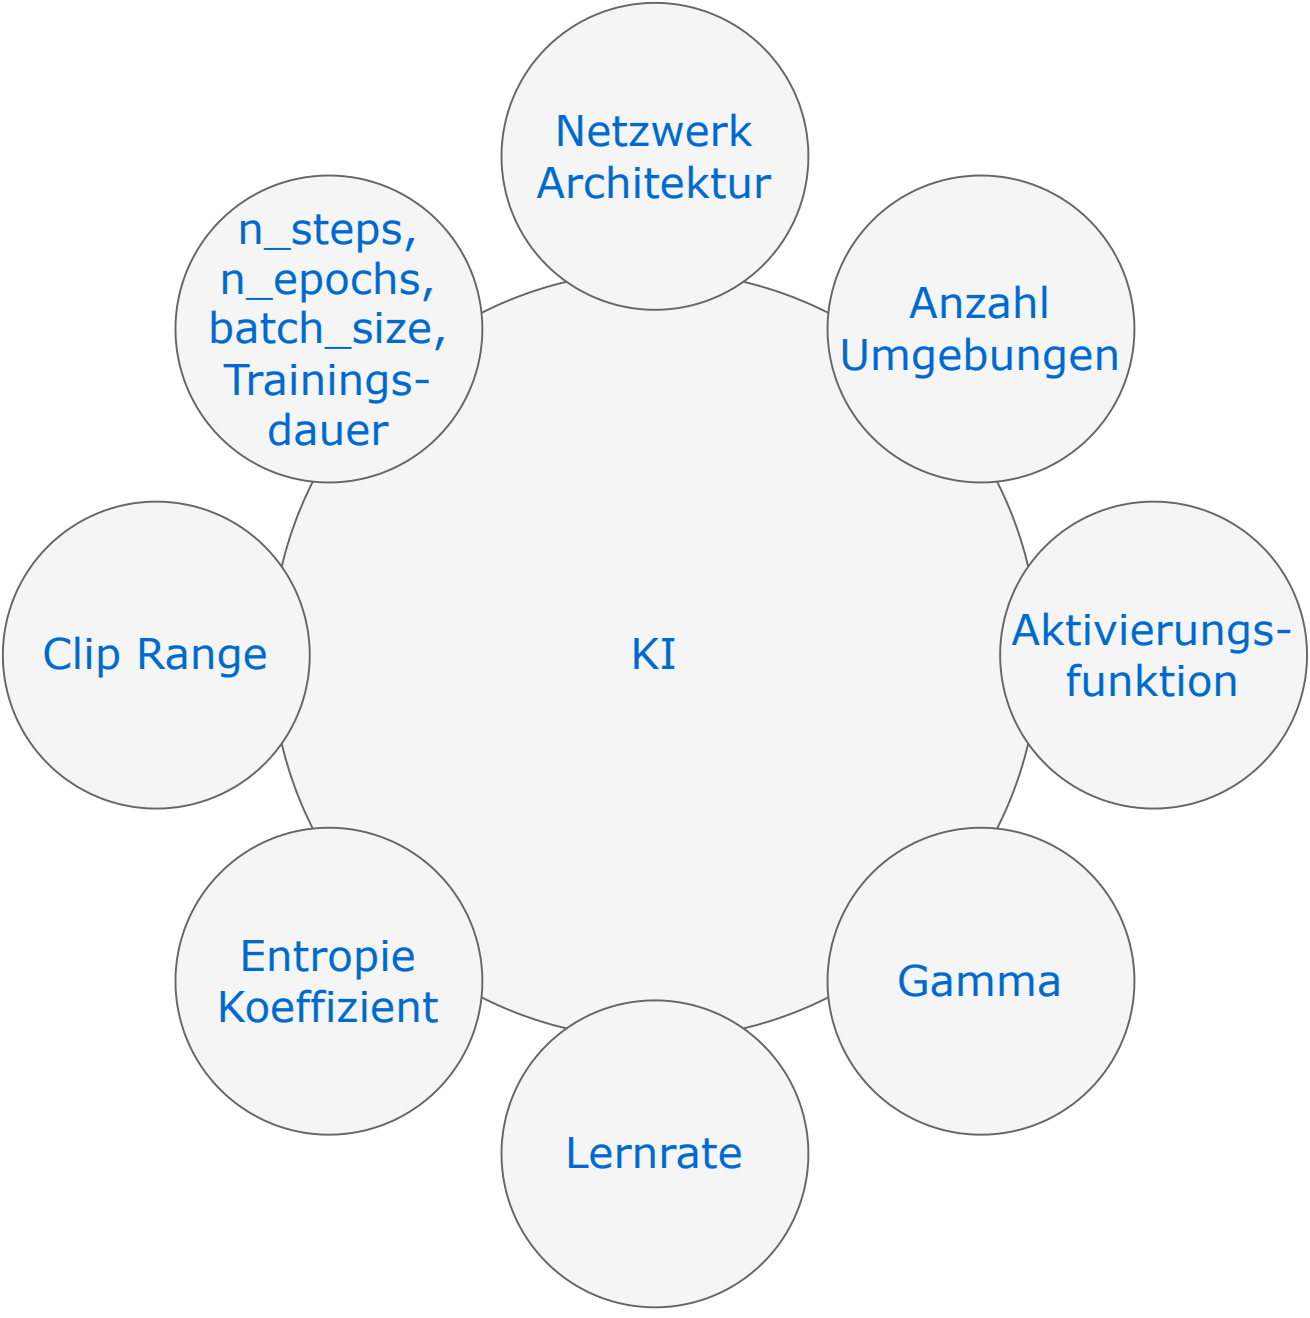 Netzwerk
Architektur
n_steps,
n_epochs,
batch_size,
Trainings-
dauer
Anzahl
Umgebungen
Clip Range
KI
Aktivierungs-
funktion
Entropie
Koeffizient
Gamma
Lernrate